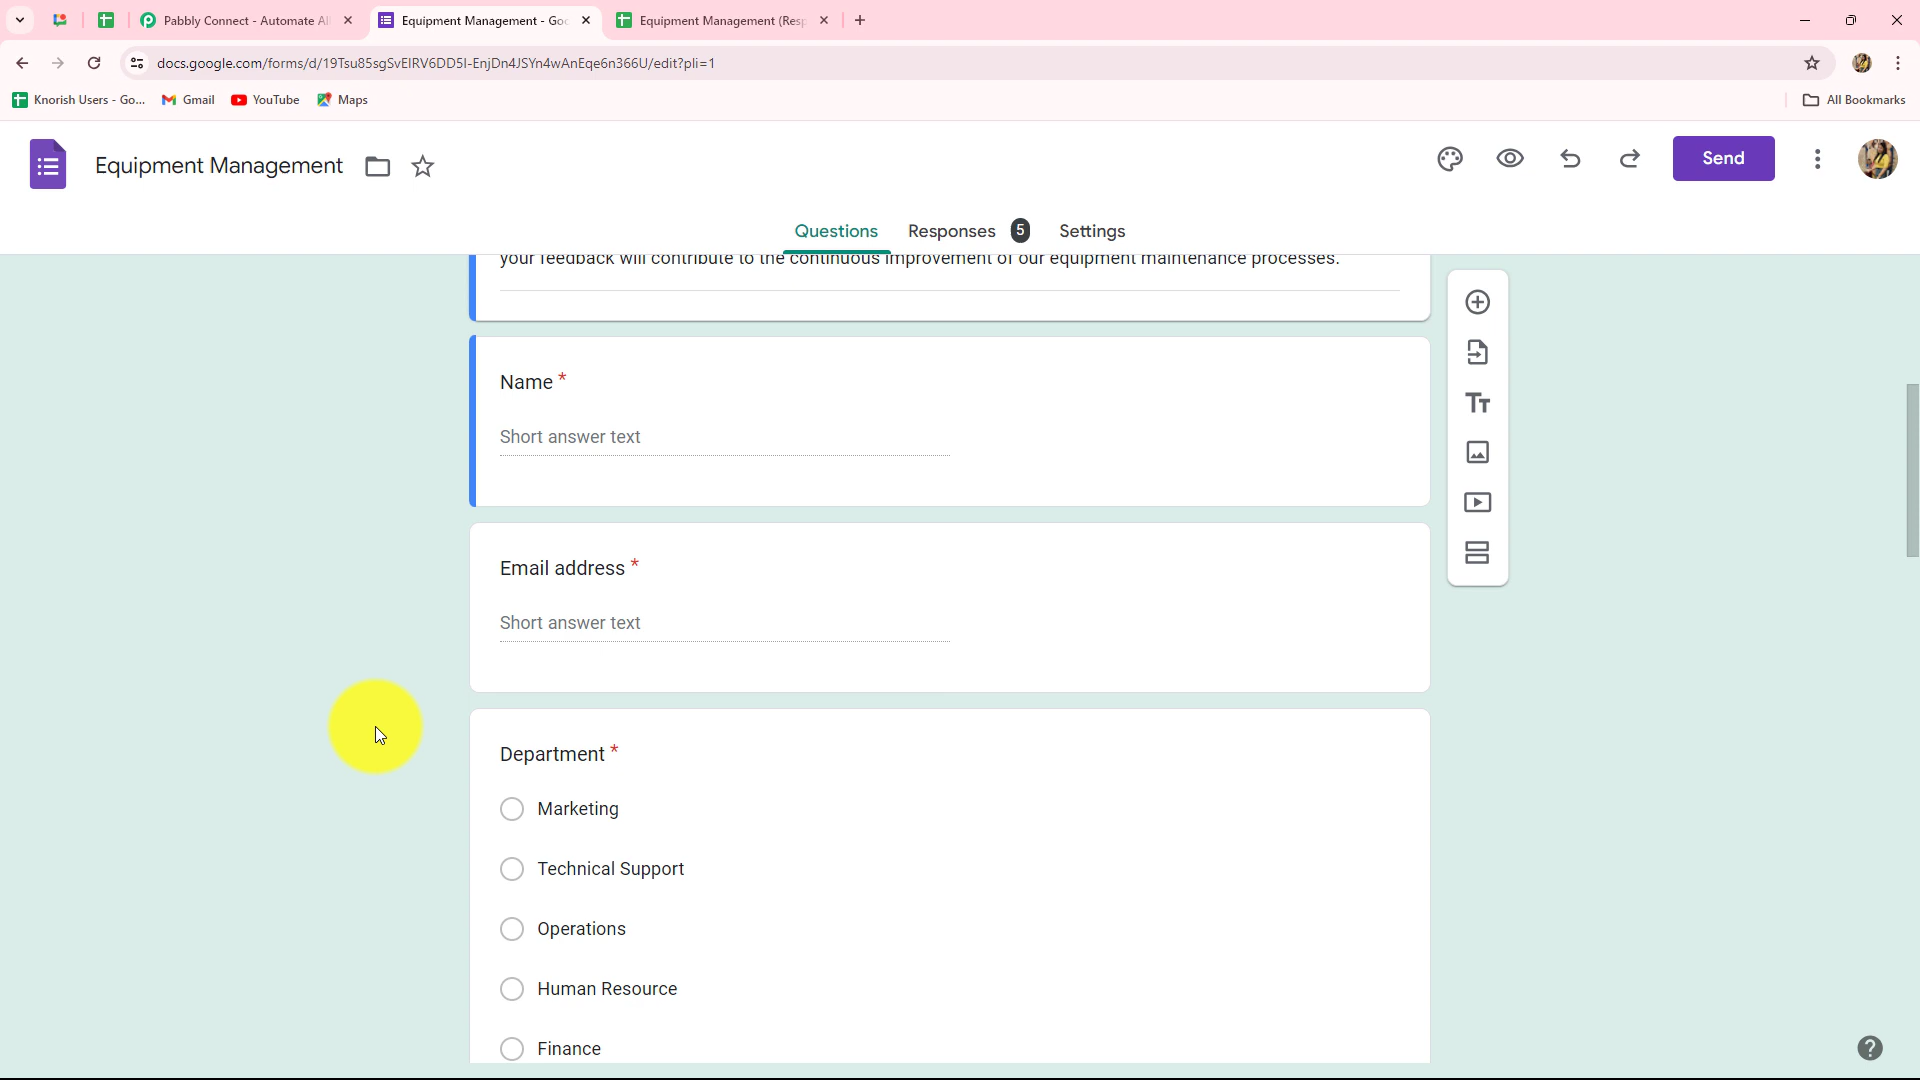 Pabbly Connect - Automate Al
Equipment Management - Goo
Equipment Management (Resp
docs.google.com/forms/d/19Tsu85sgSvEIRV6DD5I-EnjDn4JSYn4wAnEqe6n366U/edit?pli=1
Knorish Users - Go...
Gmail
YouTube
Maps
All Bookmarks
Equipment Management
Send
Questions
Responses 5
Settings
your feedback will contribute to the continuous improvement of our equipment maintenance processes.
Name *
Short answer text
Email address *
Short answer text
Department *
Marketing
Technical Support
Operations
Human Resource
Finance